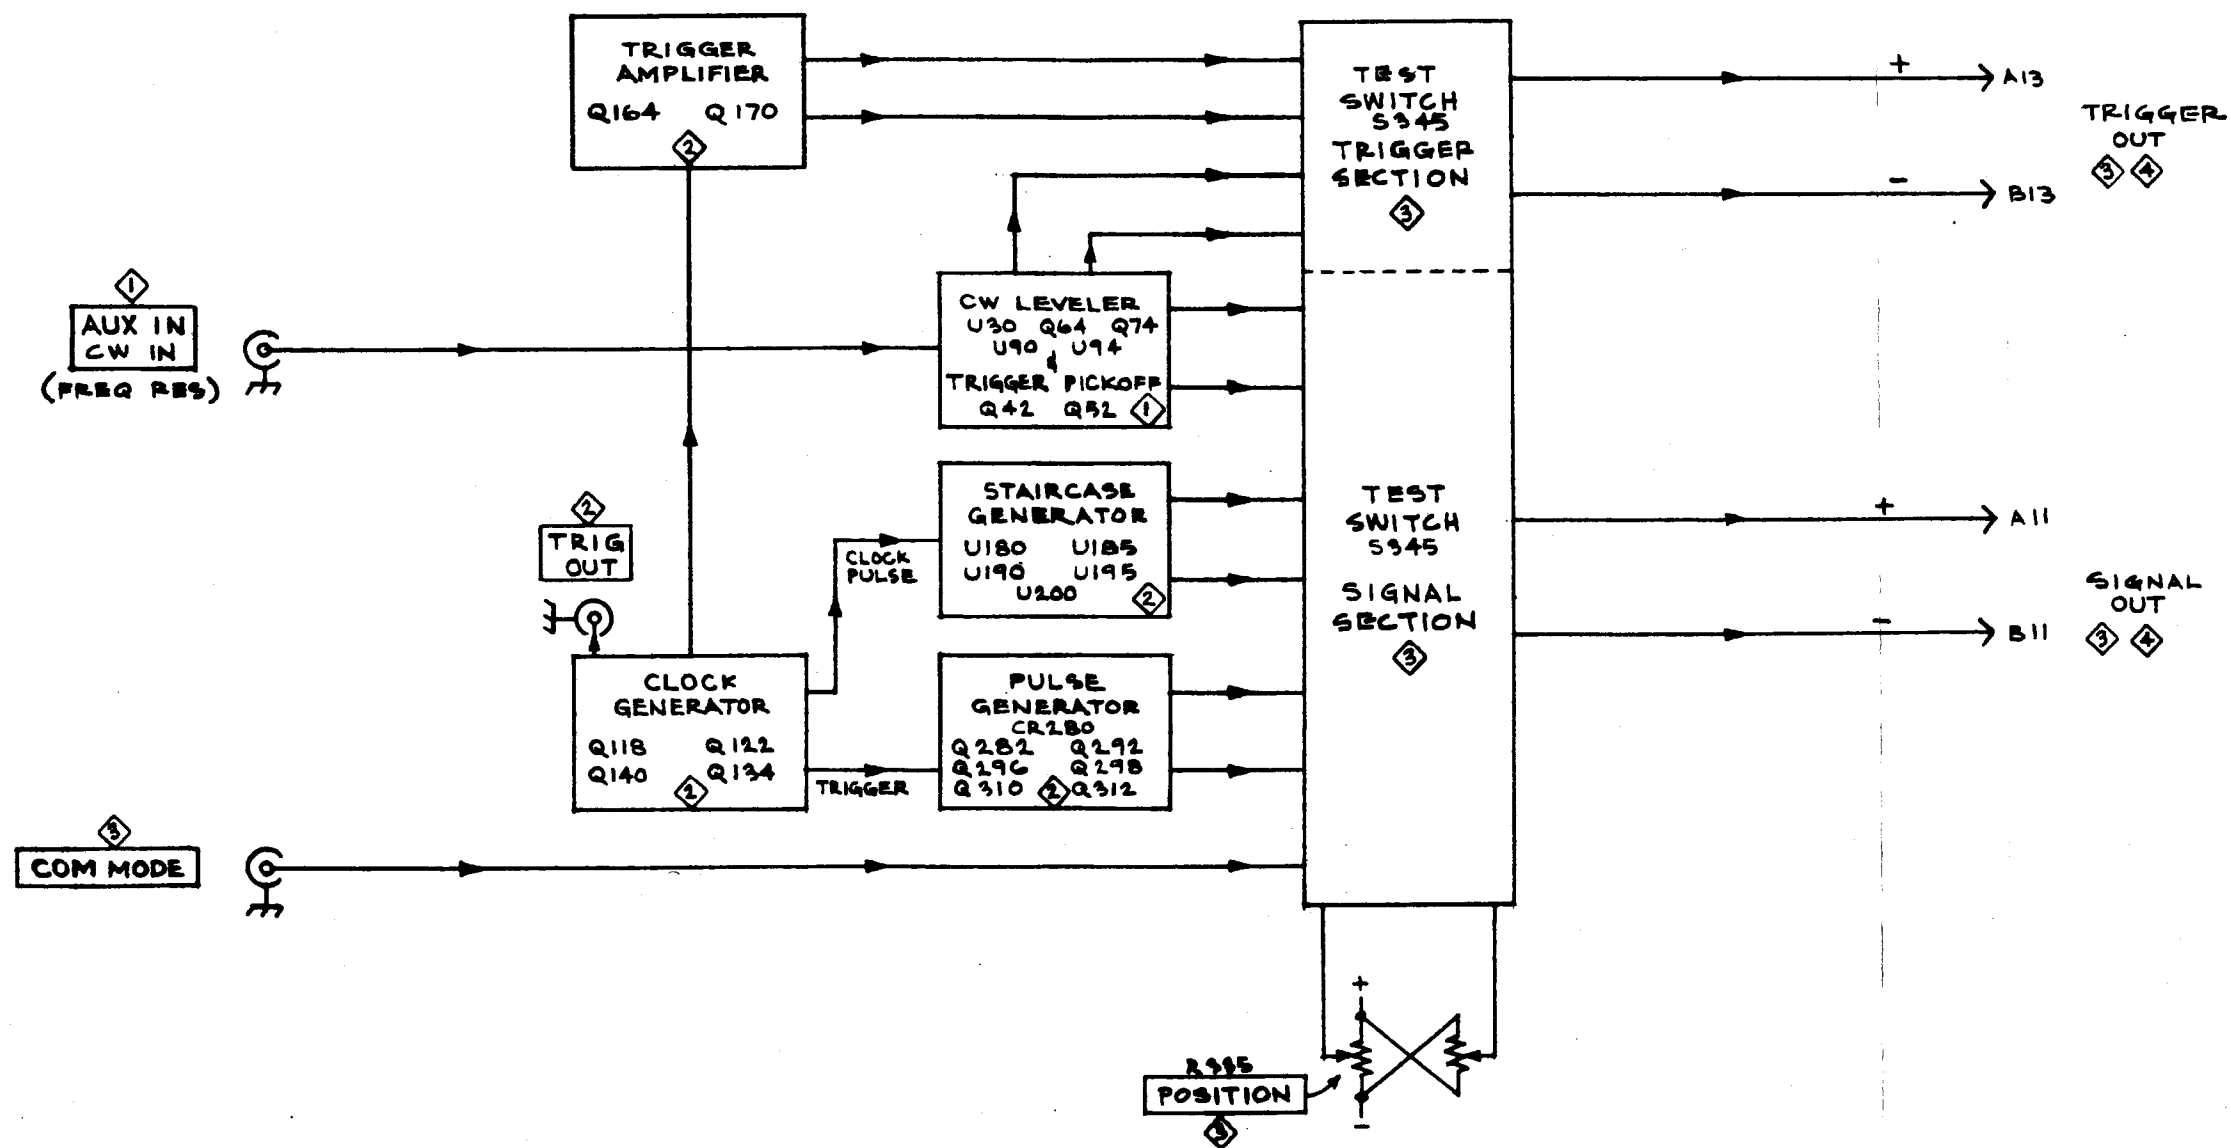 TRIGGER
AMPLIFIER
Q164 Q170
2
TEST
SWITCH
S345
TRIGGER
SECTION
3
+
A13
TRIGGER
OUT
3 4
-
B13
1
AUX IN
CW IN
(FREQ RES)
CW LEVELER
U30 Q64 Q74
U90 U94
&
TRIGGER PICKOFF
Q42 Q52 1
2
TRIG
OUT
CLOCK
PULSE
STAIRCASE
GENERATOR
U180 U185
U190 U195
U200 2
TEST
SWITCH
S345
SIGNAL
SECTION
3
+
A11
SIGNAL
OUT
3 4
-
B11
CLOCK
GENERATOR
Q118 Q122
Q140 Q134
2
TRIGGER
PULSE
GENERATOR
CR280
Q282 Q292
Q296 Q298
Q310 2 Q312
3
COM MODE
+
R335
POSITION
3
-